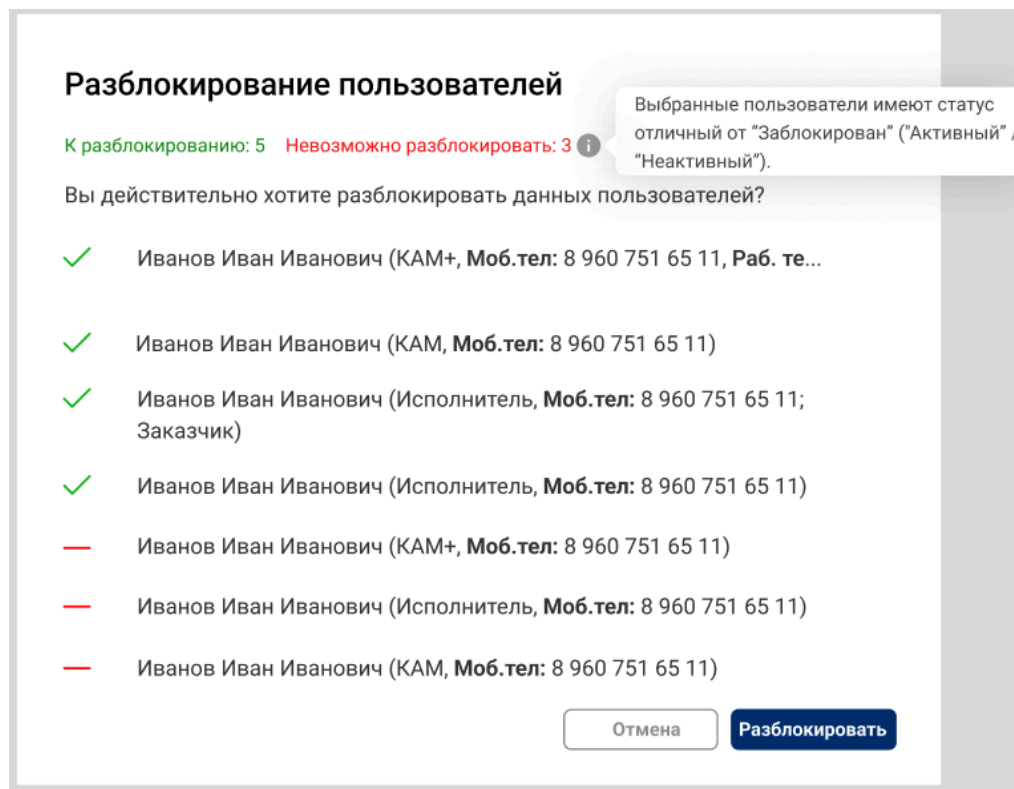 Разблокирование пользователей
К разблокированию: 5 Невозможно разблокировать: 3
Выбранные пользователи имеют статус
отличный от “Заблокирован” ("Активный" /
“Неактивный”).
Вы действительно хотите разблокировать данных пользователей?
Иванов Иван Иванович (КАМ+, Моб.тел: 8 960 751 65 11, Раб. те...
Иванов Иван Иванович (КАМ, Моб.тел: 8 960 751 65 11)
Иванов Иван Иванович (Исполнитель, Моб.тел: 8 960 751 65 11;
Заказчик)
Иванов Иван Иванович (Исполнитель, Моб.тел: 8 960 751 65 11)
Иванов Иван Иванович (КАМ+, Моб.тел: 8 960 751 65 11)
Иванов Иван Иванович (Исполнитель, Моб.тел: 8 960 751 65 11)
Иванов Иван Иванович (КАМ, Моб.тел: 8 960 751 65 11)
Отмена Разблокировать